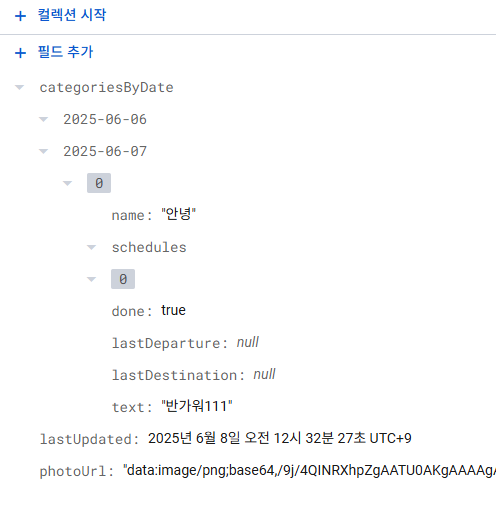 + 컬렉션 시작
+ 필드 추가
categoriesByDate
2025-06-06
2025-06-07
0
name: "안녕"
schedules
0
done: true
lastDeparture: null
lastDestination: null
text: "반가워111"
lastUpdated: 2025년 6월 8일 오전 12시 32분 27초 UTC+9
photoUrl: "data:image/png;base64,/9j/4QINRXhpZgAATU0AKgAAAAgA